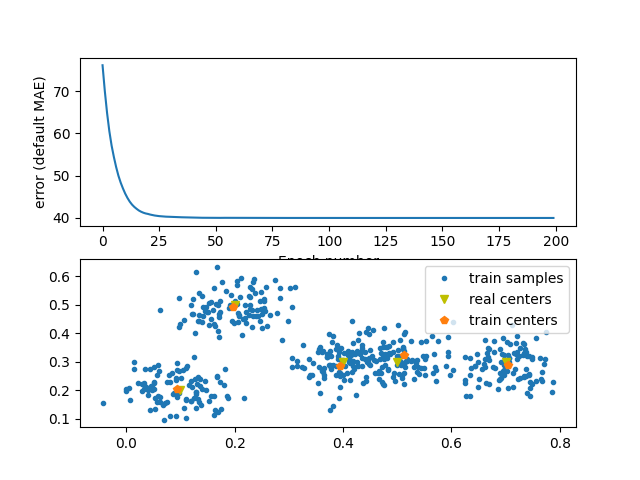 error (default MAE)
70
60
50
40
0 25 50 75 100 125 150 175 200
Epoch number
0.6
0.5
0.4
0.3
0.2
0.1
train samples
real centers
train centers
0.0 0.2 0.4 0.6 0.8